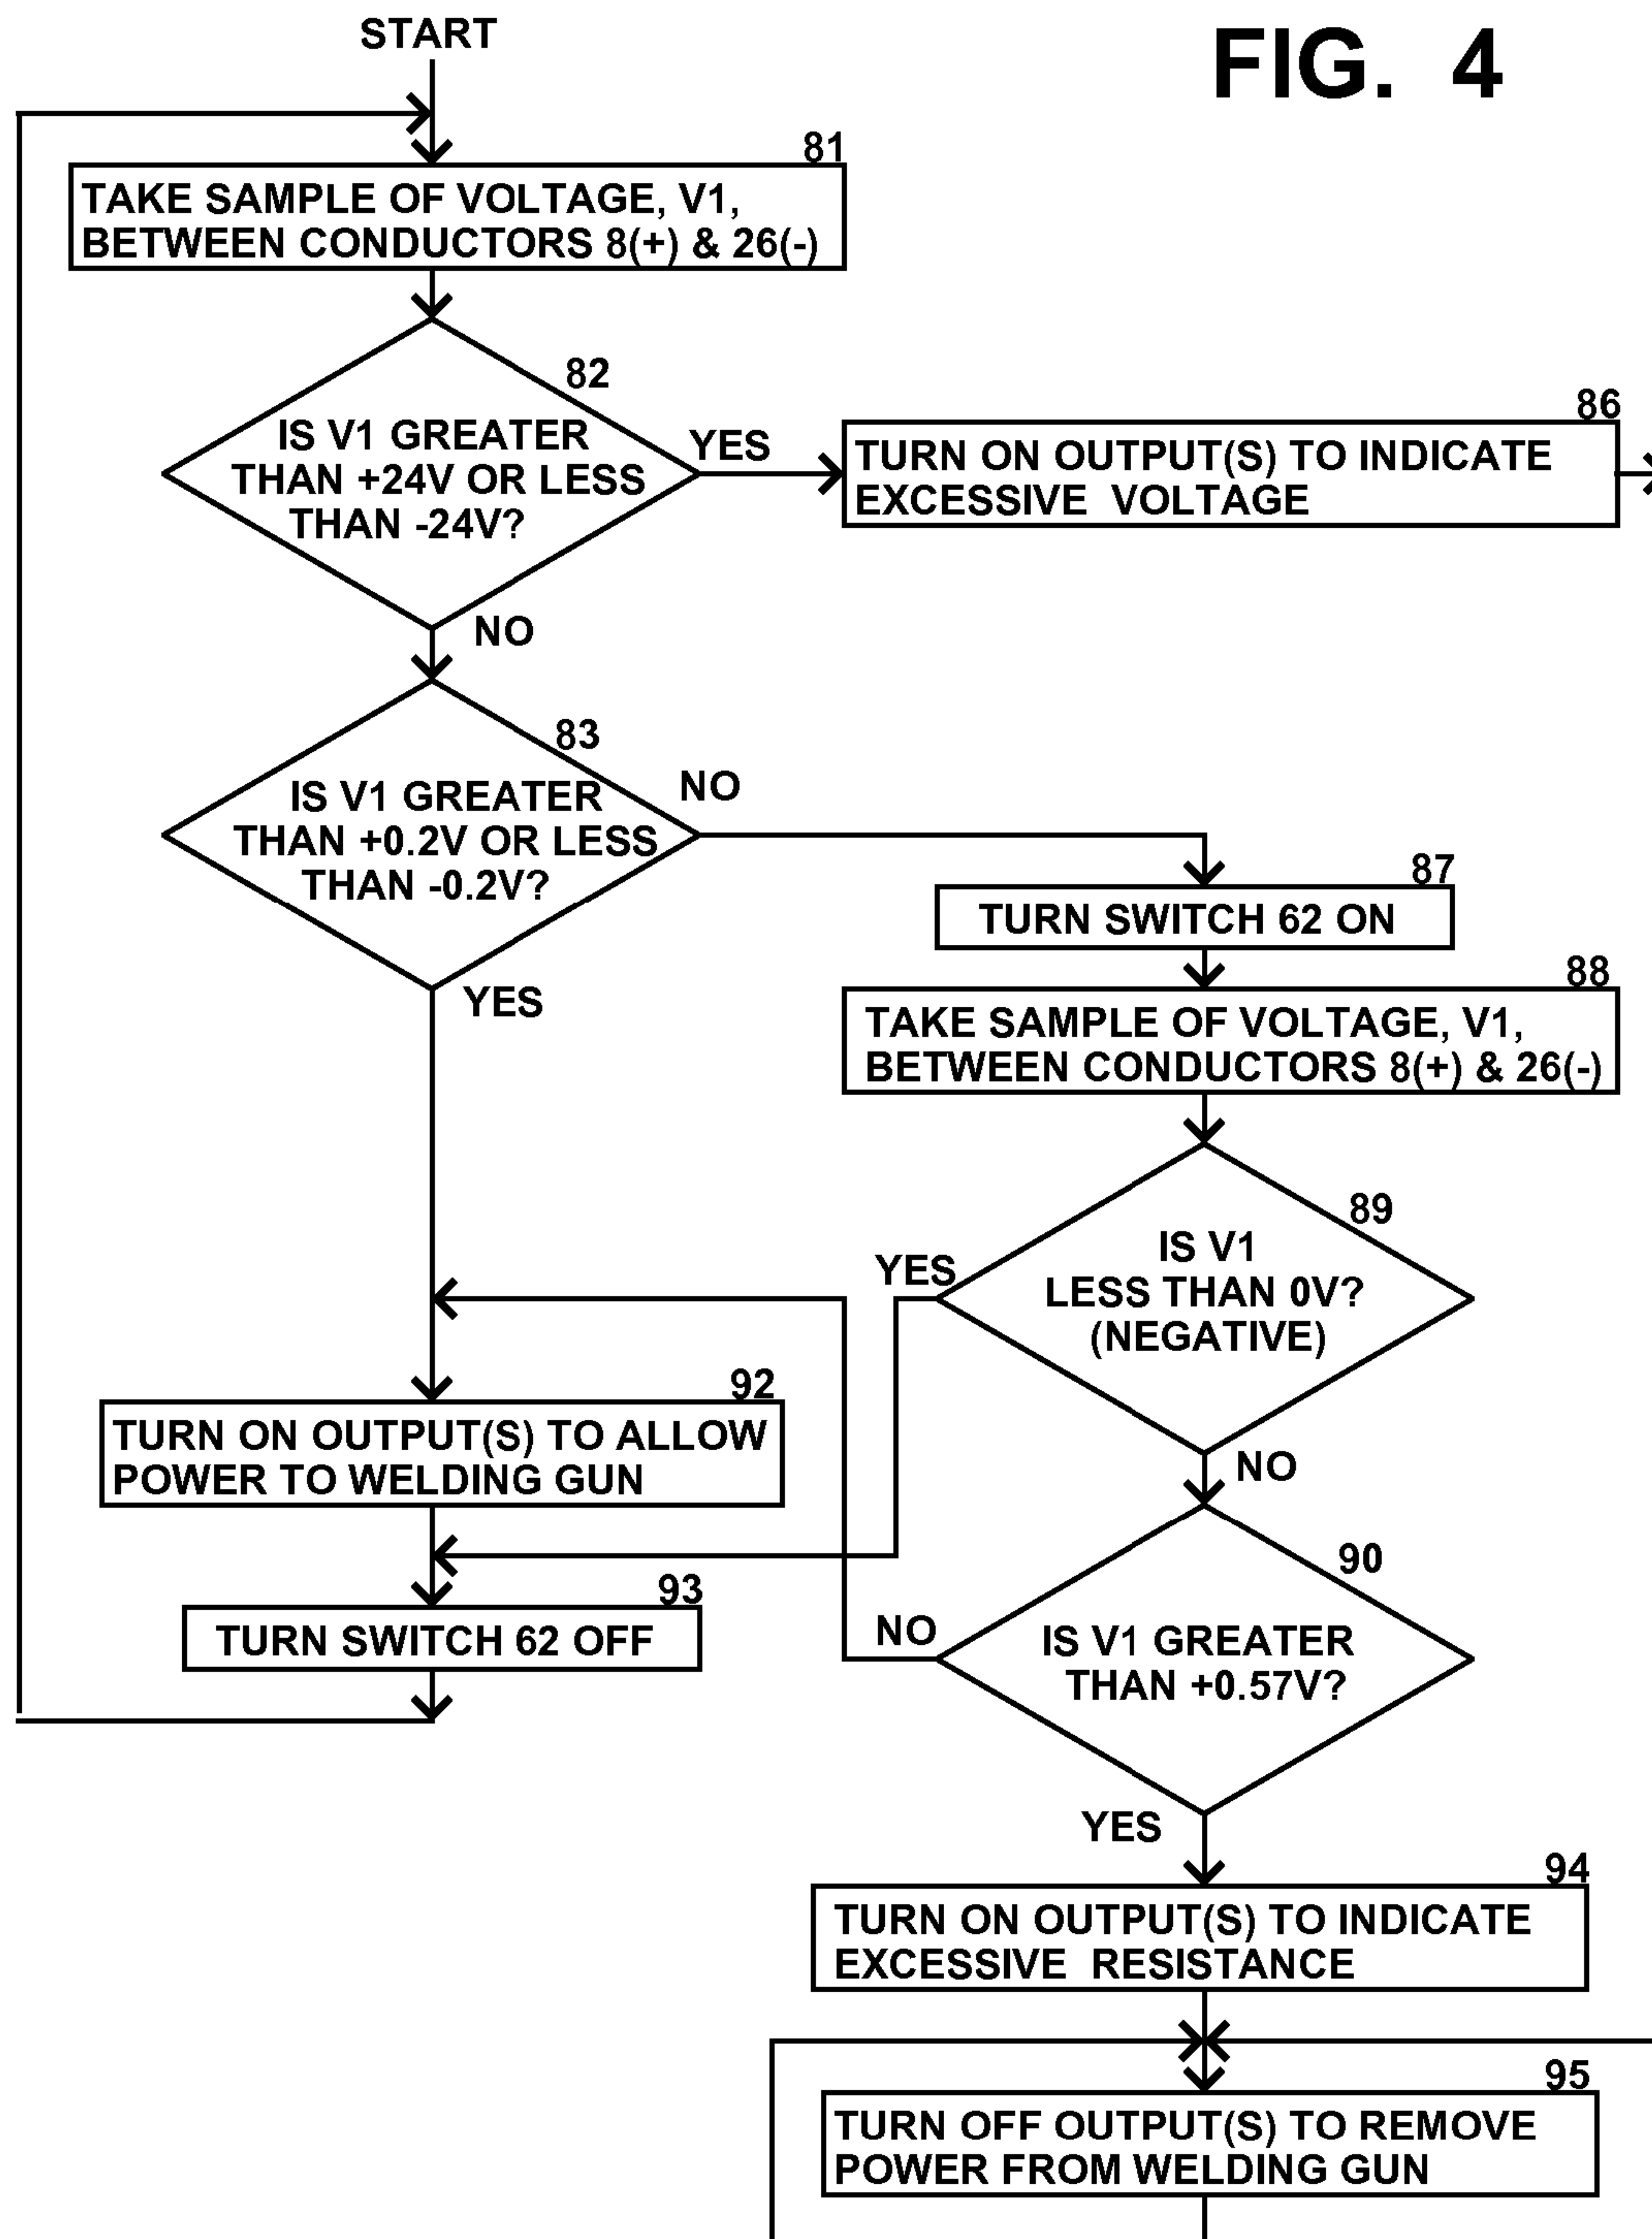 START
FIG. 4
81
TAKE SAMPLE OF VOLTAGE, V1,
BETWEEN CONDUCTORS 8(+) & 26(-)
82
IS V1 GREATER
THAN +24V OR LESS
THAN -24V?
YES
86
TURN ON OUTPUT(S) TO INDICATE
EXCESSIVE VOLTAGE
NO
83
IS V1 GREATER
THAN +0.2V OR LESS
THAN -0.2V?
NO
YES
87
TURN SWITCH 62 ON
88
TAKE SAMPLE OF VOLTAGE, V1,
BETWEEN CONDUCTORS 8(+) & 26(-)
89
IS V1
LESS THAN 0V?
(NEGATIVE)
YES
NO
92
TURN ON OUTPUT(S) TO ALLOW
POWER TO WELDING GUN
93
TURN SWITCH 62 OFF
90
IS V1 GREATER
THAN +0.57V?
NO
YES
94
TURN ON OUTPUT(S) TO INDICATE
EXCESSIVE RESISTANCE
95
TURN OFF OUTPUT(S) TO REMOVE
POWER FROM WELDING GUN